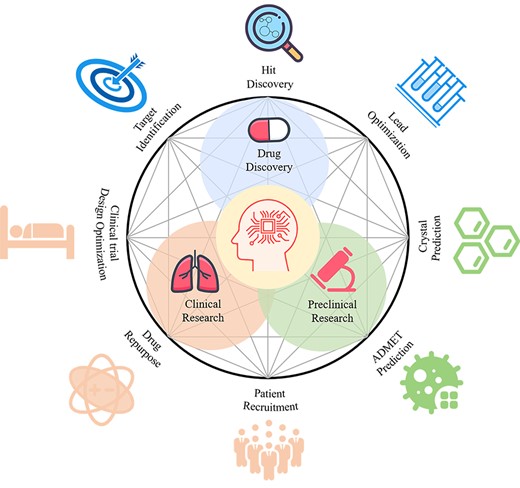 Hit
Discovery
Target
Identification
Lead
Optimization
Drug
Discovery
Clinical trial
Design Optimization
Crystal
Prediction
Clinical
Research
Preclinical
Research
Drug
Repurpose
ADMET
Prediction
Patient
Recruitment